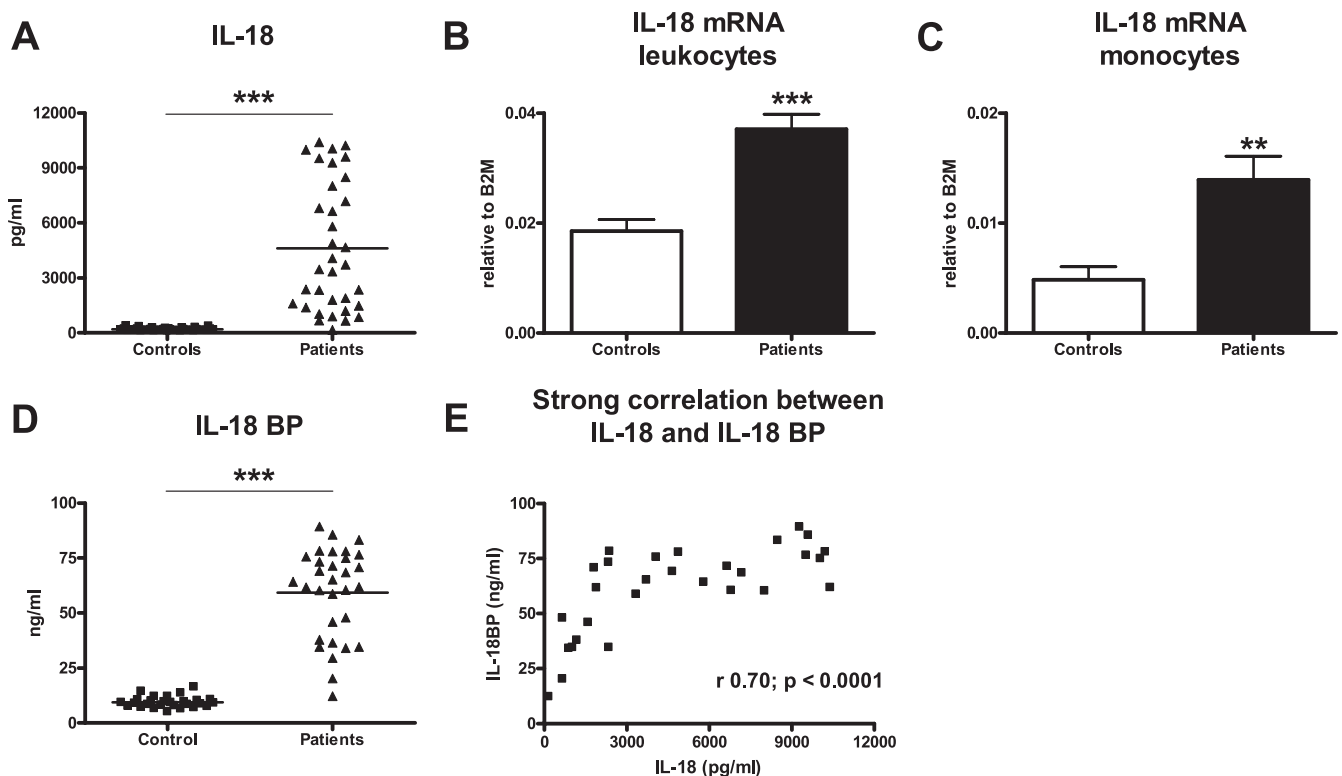 A
IL-18
***
12000
9000
6000
3000
0
pg/ml
Controls
Patients
B
IL-18 mRNA
leukocytes
***
0.04
0.02
0.00
relative to B2M
Controls
Patients
C
IL-18 mRNA
monocytes
**
0.02
0.01
0.00
relative to B2M
Controls
Patients
D
IL-18 BP
***
100
75
50
25
0
ng/ml
Control
Patients
E
Strong correlation between
IL-18 and IL-18 BP
100
75
50
25
0
IL-18BP (ng/ml)
r 0.70; p < 0.0001
0
3000
6000
9000
12000
IL-18 (pg/ml)